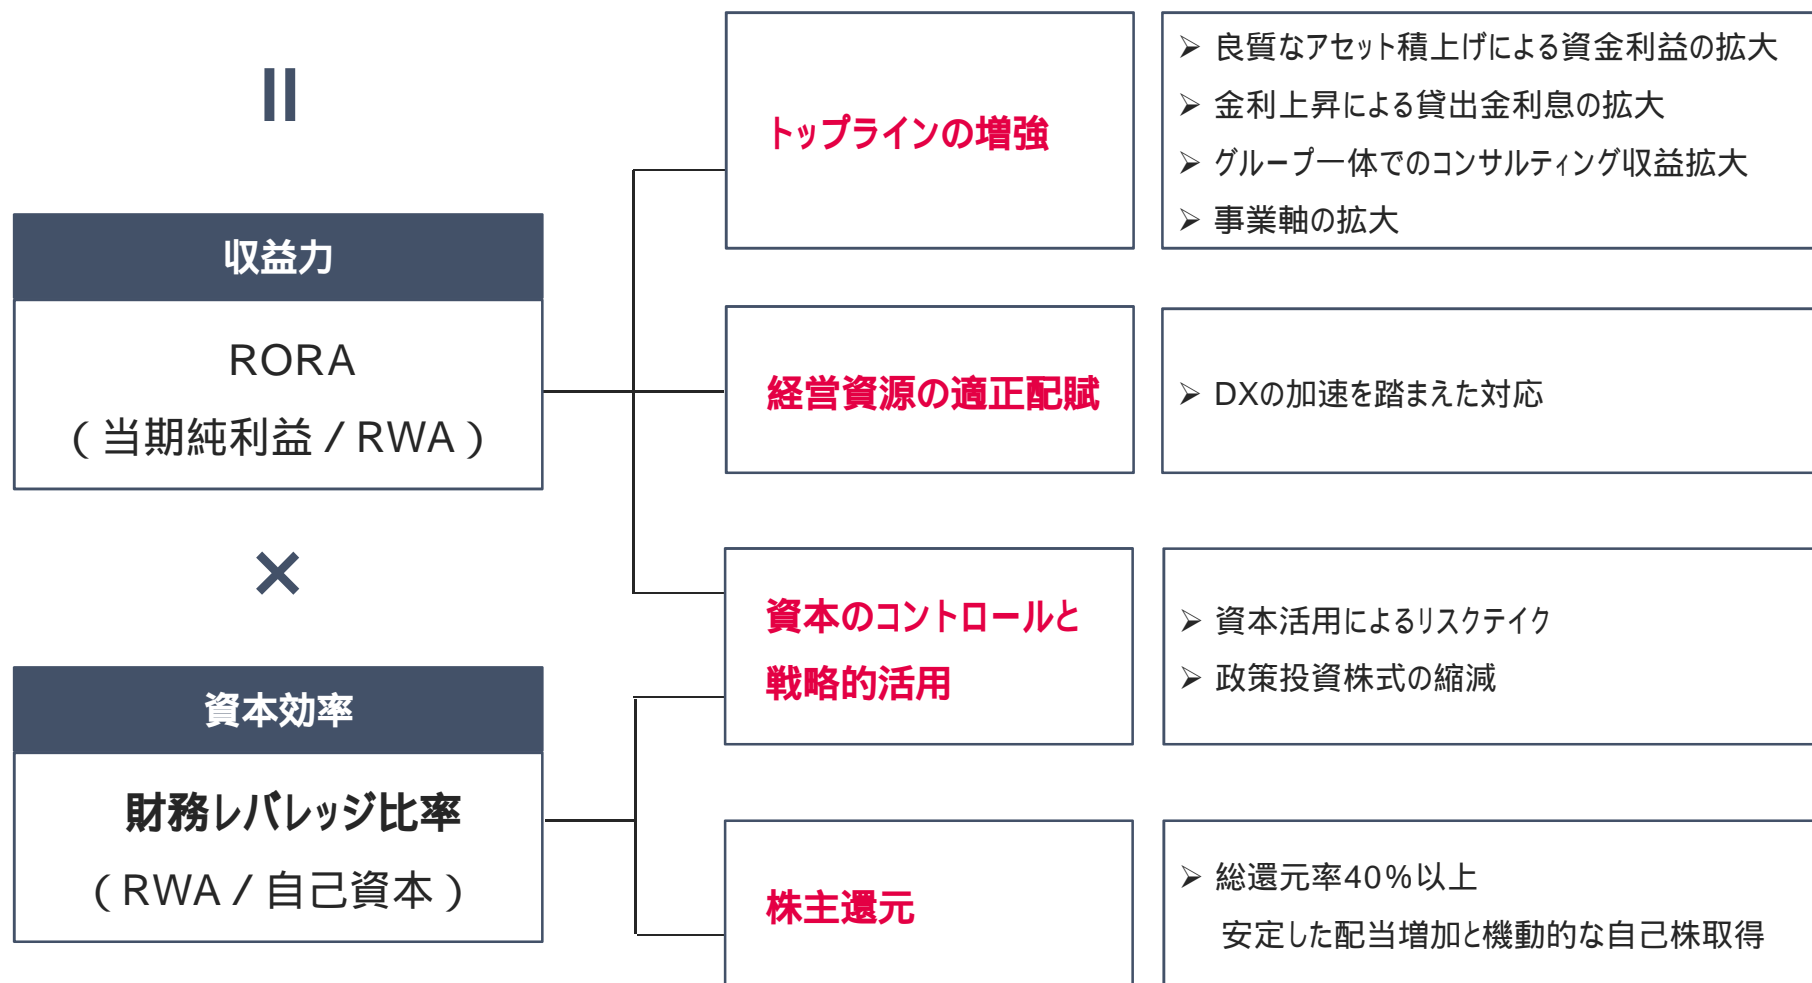 =
収益力
RORA
(当期純利益/RWA)
×
資本効率
財務レバレッジ比率
(RWA/自己資本)
トップラインの増強
➢ 良質なアセット積上げによる資金利益の拡大
➢ 金利上昇による貸出金利息の拡大
➢ グループ一体でのコンサルティング収益拡大
➢ 事業軸の拡大
経営資源の適正配賦
➢ DXの加速を踏まえた対応
資本のコントロールと
戦略的活用
➢ 資本活用によるリスクテイク
➢ 政策投資株式の縮減
株主還元
➢ 総還元率40%以上
安定した配当増加と機動的な自己株取得